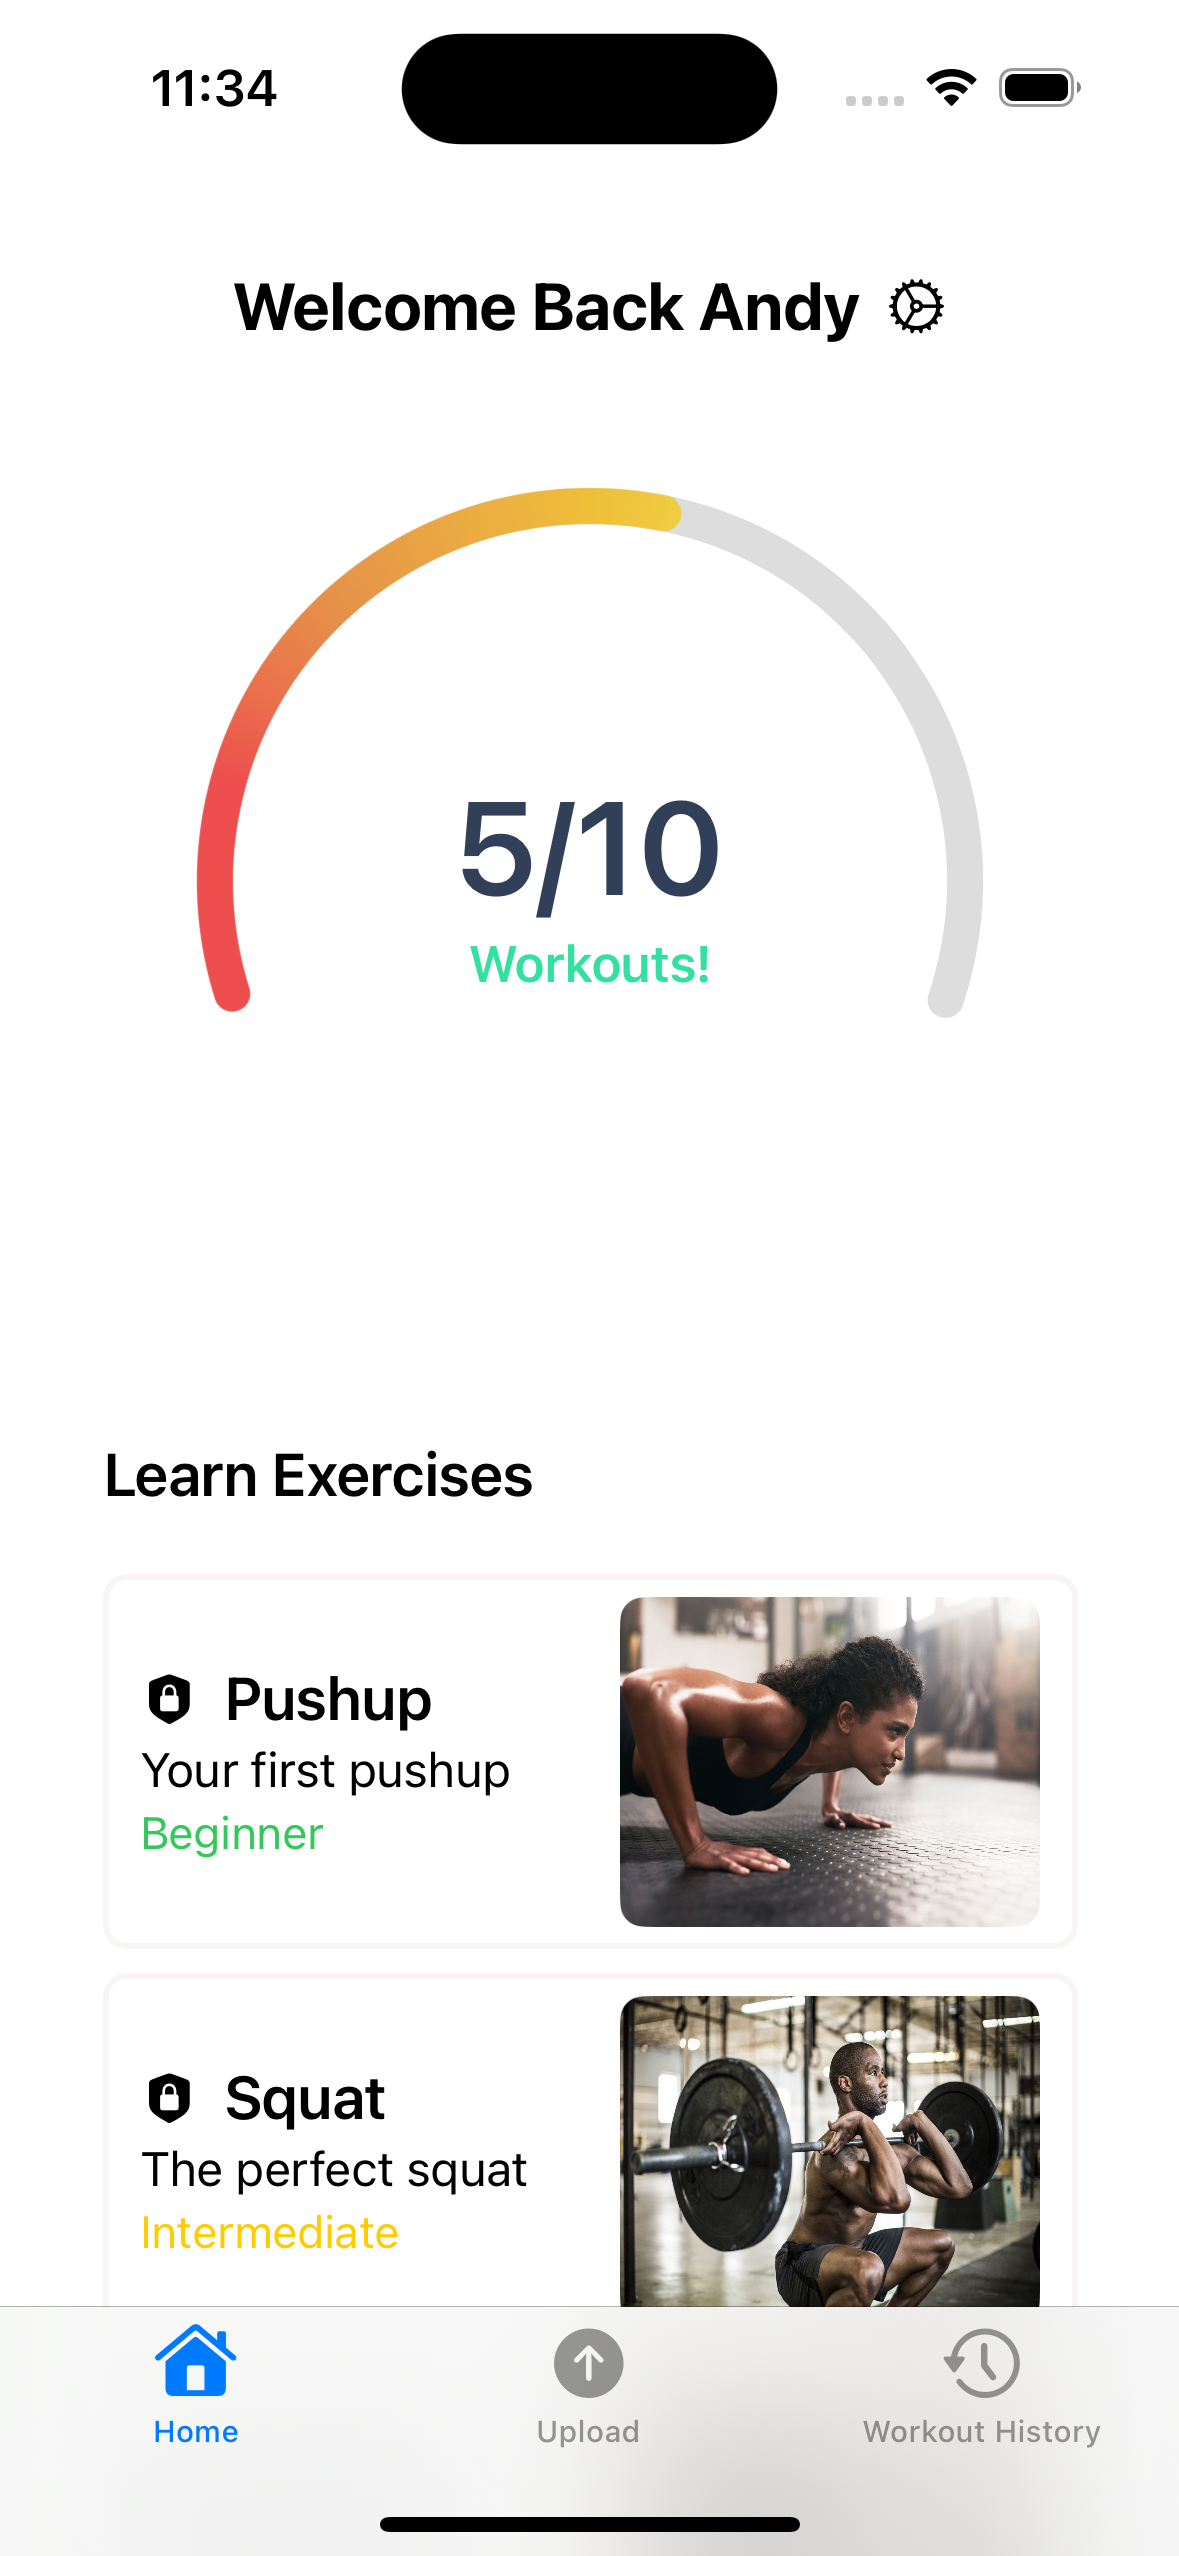 11:34
Welcome Back Andy
5/10
Workouts!
Learn Exercises
Pushup
Your first pushup
Beginner
Squat
The perfect squat
Intermediate
Home
Upload
Workout History